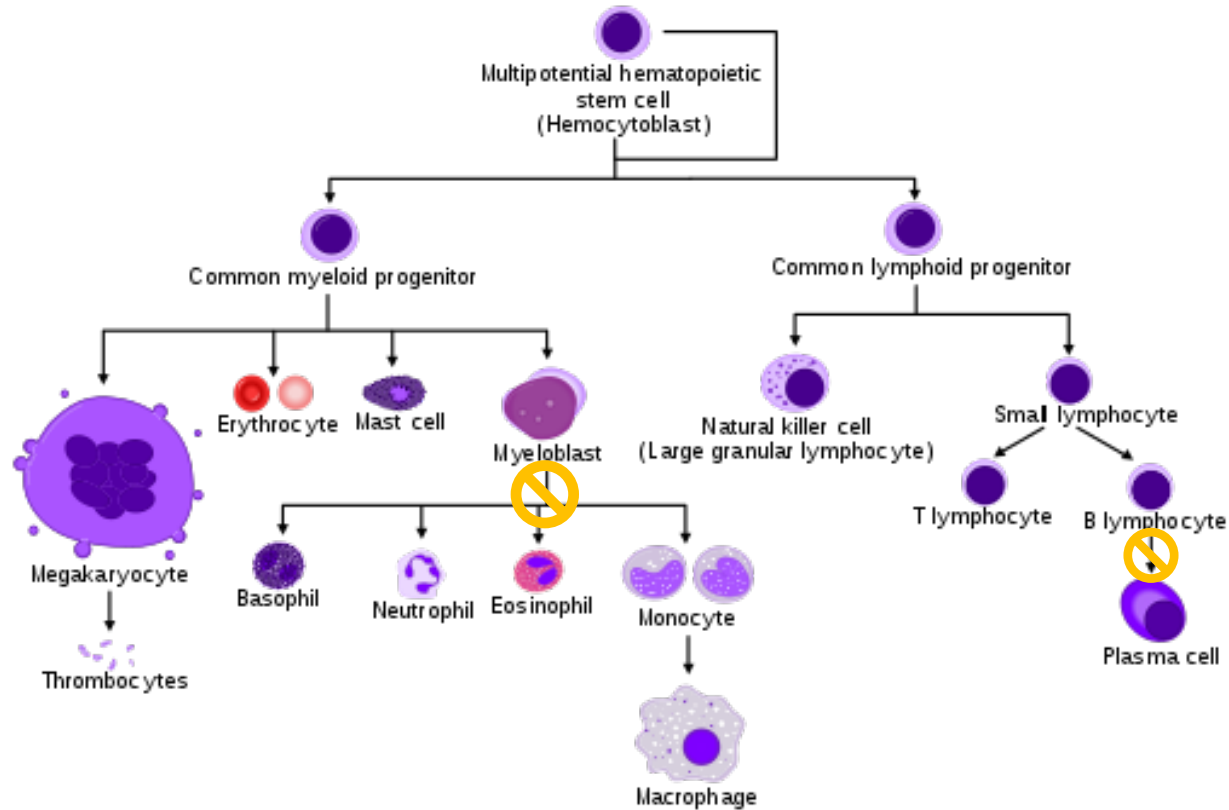 Multipotential hematopoietic
stem cell
(Hemocytoblast)
Common myeloid progenitor
Common lymphoid progenitor
Erythrocyte
Mast cell
Myeloblast
Natural killer cell
(Large granular lymphocyte)
Small lymphocyte
T lymphocyte
B lymphocyte
Megakaryocyte
Basophil
Neutrophil
Eosinophil
Monocyte
Plasma cell
Thrombocytes
Macrophage